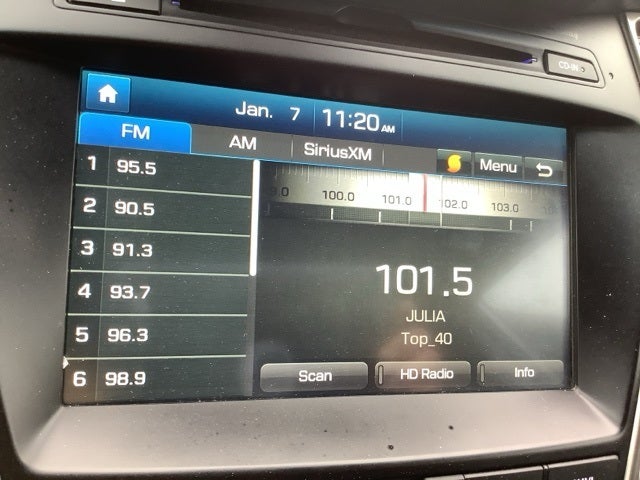 CD-IN
Jan. 7 11:20 AM
FM AM SiriusXM Menu
1 95.5
2 90.5
3 91.3
4 93.7
5 96.3
6 98.9
100.0 101.0 102.0 103.0
101.5
JULIA
Top_40
Scan HD Radio Info